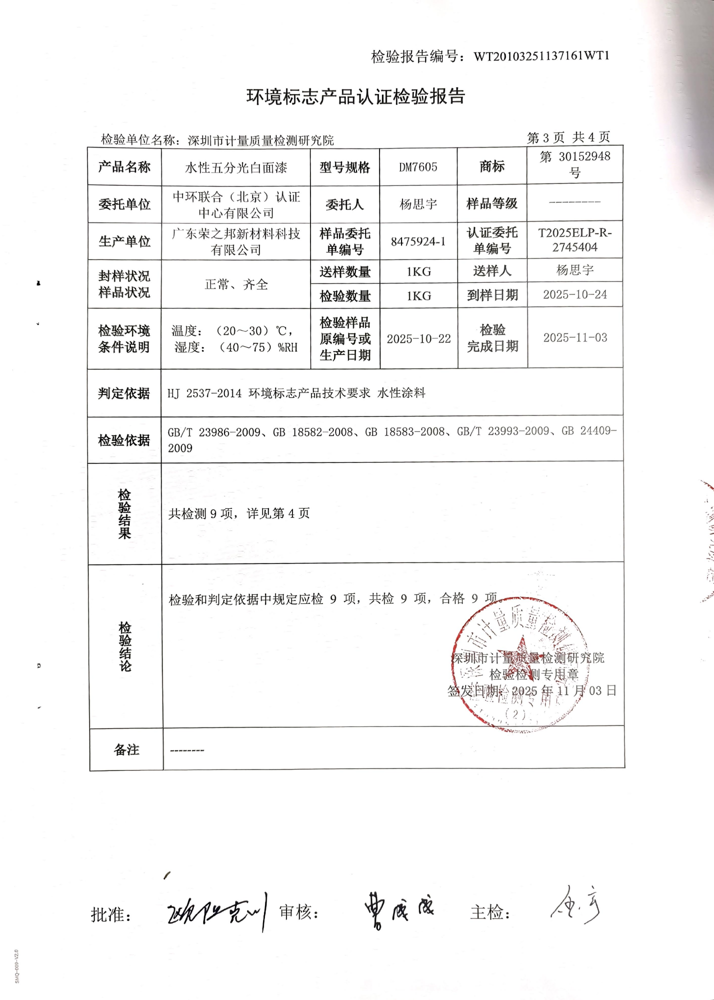 检验报告编号：WT20103251137161WT1
环境标志产品认证检验报告
检验单位名称：深圳市计量质量检测研究院
第 3 页 共 4 页
产品名称
水性五分光白面漆
型号规格
DM7605
商标
第 30152948
号
委托单位
中环联合（北京）认证
中心有限公司
委托人
杨思宇
样品等级
--------
生产单位
广东荣之邦新材料科技
有限公司
样品委托
单编号
8475924-1
认证委托
单编号
T2025ELP-R-
2745404
封样状况
样品状况
正常、齐全
送样数量
1KG
送样人
杨思宇
检验数量
1KG
到样日期
2025-10-24
检验环境
条件说明
温度：（20～30）℃，
湿度：（40～75）%RH
检验样品
原编号或
生产日期
2025-10-22
检验
完成日期
2025-11-03
判定依据
HJ 2537-2014 环境标志产品技术要求 水性涂料
检验依据
GB/T 23986-2009、GB 18582-2008、GB 18583-2008、GB/T 23993-2009、GB 24409-
2009
检验结果
共检测 9 项，详见第 4 页
检验结论
检验和判定依据中规定应检 9 项，共检 9 项，合格 9 项。
深圳市计量质量检测研究院
检验检测专用章
签发日期：2025 年 11 月 03 日
（2）
备注
--------
批准：
审核：
主检：
SMQ-009-V2.0